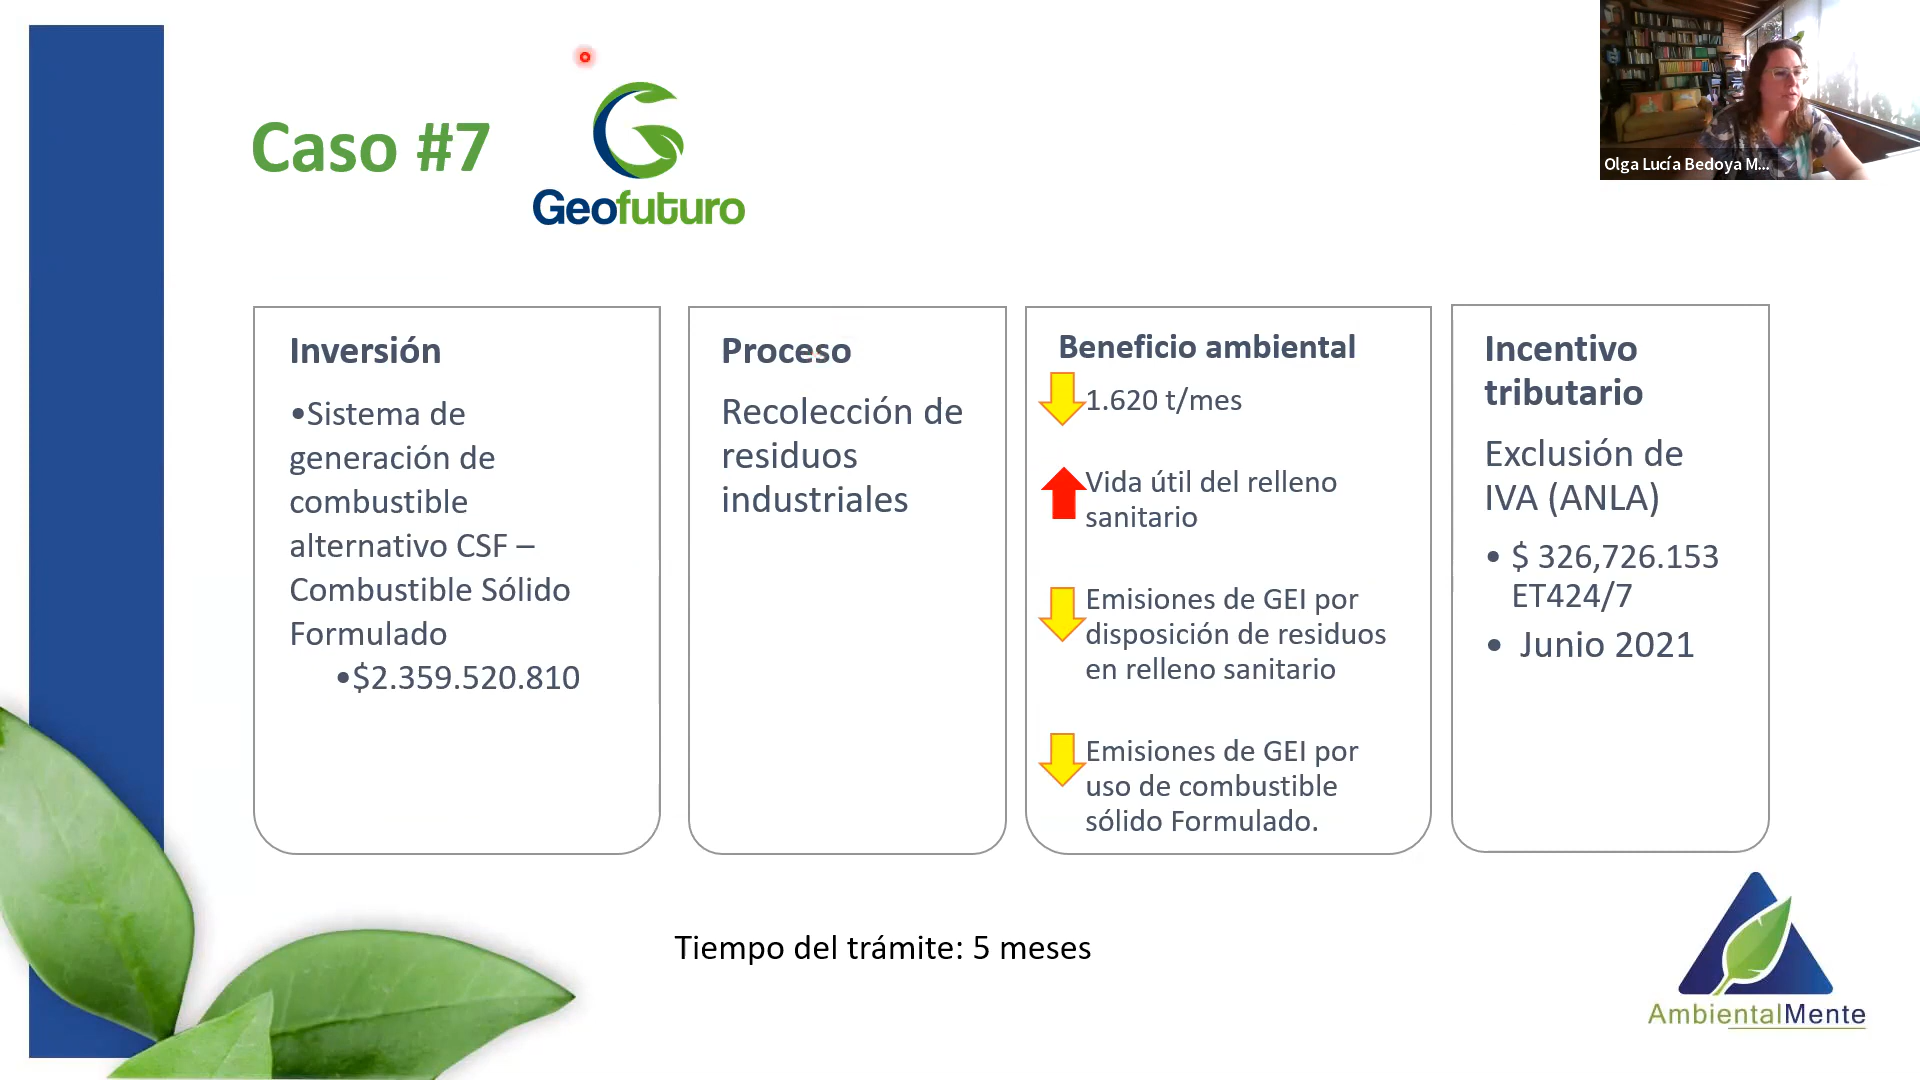 Caso #7
Geofuturo
Olga Lucía Bedoya M...
Inversión
•Sistema de
generación de
combustible
alternativo CSF –
Combustible Sólido
Formulado
•$2.359.520.810
Proceso
Recolección de
residuos
industriales
Beneficio ambiental
1.620 t/mes
Vida útil del relleno
sanitario
Emisiones de GEI por
disposición de residuos
en relleno sanitario
Emisiones de GEI por
uso de combustible
sólido Formulado.
Incentivo
tributario
Exclusión de
IVA (ANLA)
• $ 326,726.153
ET424/7
• Junio 2021
Tiempo del trámite: 5 meses
AmbientalMente